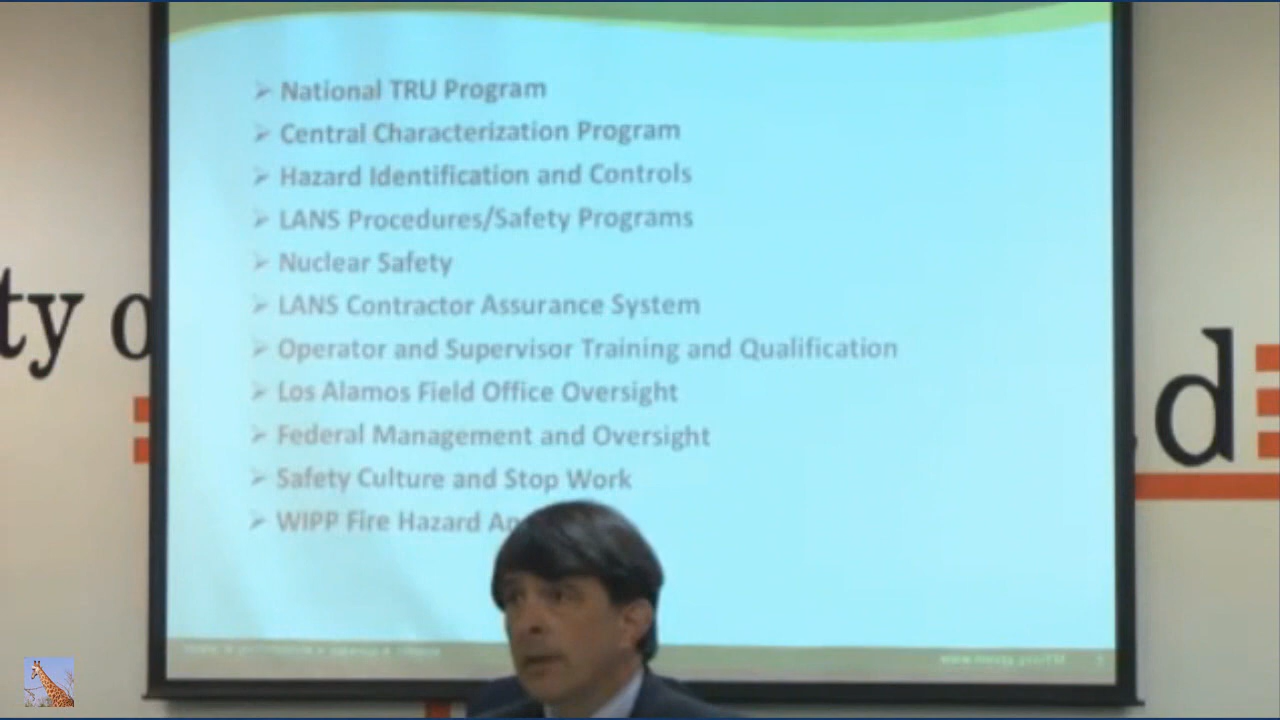 National TRU Program
Central Characterization Program
Hazard Identification and Controls
LANS Procedures/Safety Programs
Nuclear Safety
LANS Contractor Assurance System
Operator and Supervisor Training and Qualification
Los Alamos Field Office Oversight
Federal Management and Oversight
Safety Culture and Stop Work
WIPP Fire Hazard An
ty o
d